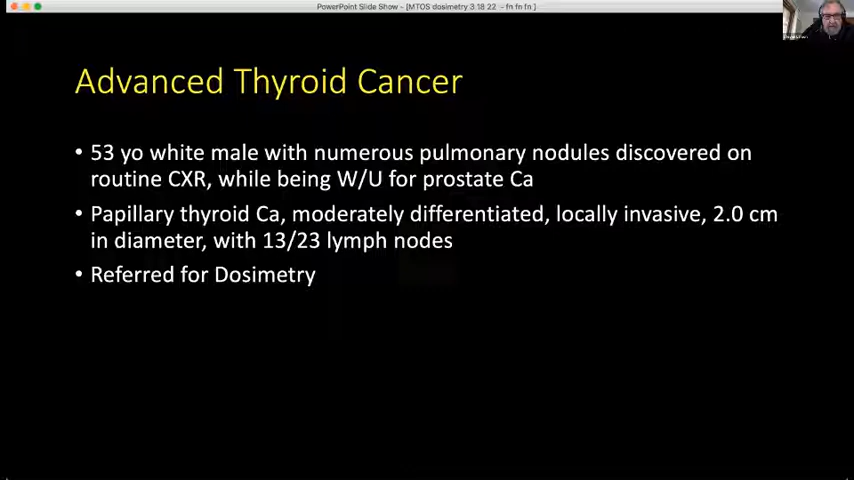 PowerPoint Slide Show - [MTOS dosimetry 3 18 22 - fn fn fn ]
Advanced Thyroid Cancer
• 53 yo white male with numerous pulmonary nodules discovered on
routine CXR, while being W/U for prostate Ca
• Papillary thyroid Ca, moderately differentiated, locally invasive, 2.0 cm
in diameter, with 13/23 lymph nodes
• Referred for Dosimetry